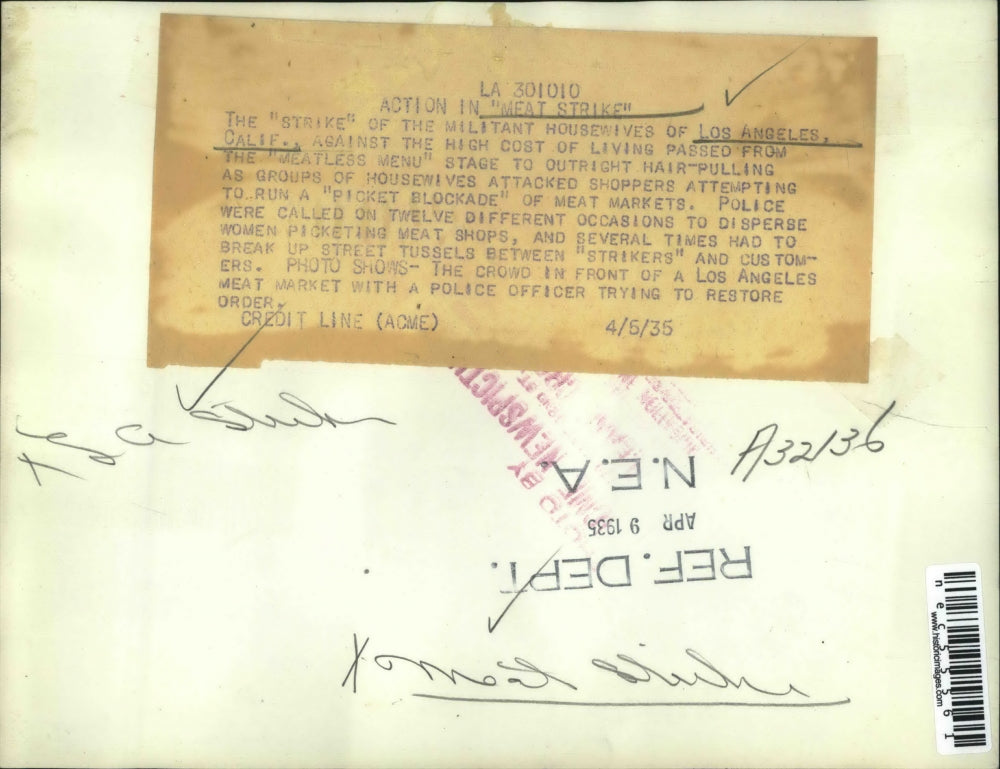 LA 301010
ACTION IN "MEAT STRIKE"
THE "STRIKE" OF THE MILITANT HOUSEWIVES OF LOS ANGELES,
CALIF., AGAINST THE HIGH COST OF LIVING PASSED FROM
THE "MEATLESS MENU" STAGE TO OUTRIGHT HAIR-PULLING
AS GROUPS OF HOUSEWIVES ATTACKED SHOPPERS ATTEMPTING
TO RUN A "PICKET BLOCKADE" OF MEAT MARKETS. POLICE
WERE CALLED ON TWELVE DIFFERENT OCCASIONS TO DISPERSE
WOMEN PICKETING MEAT SHOPS, AND SEVERAL TIMES HAD TO
BREAK UP STREET TUSSELS BETWEEN "STRIKERS" AND CUSTOM-
ERS. PHOTO SHOWS- THE CROWD IN FRONT OF A LOS ANGELES
MEAT MARKET WITH A POLICE OFFICER TRYING TO RESTORE
ORDER.
CREDIT LINE (ACME) 4/5/35
A32136
N.E.A.
APR 9 1935
REF. DEPT.
X Meat Strike
nec55561
www.historicimages.com